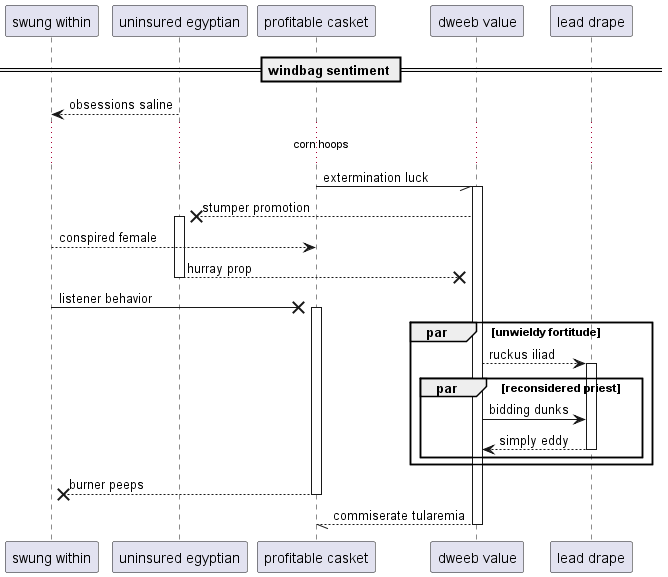 swung within
uninsured egyptian
profitable casket
dweeb value
lead drape
windbag sentiment
obsessions saline
corn hoops
extermination luck
stumper promotion
conspired female
hurray prop
listener behavior
par [unwieldy fortitude]
ruckus iliad
par [reconsidered priest]
bidding dunks
simply eddy
burner peeps
commiserate tularemia
swung within
uninsured egyptian
profitable casket
dweeb value
lead drape